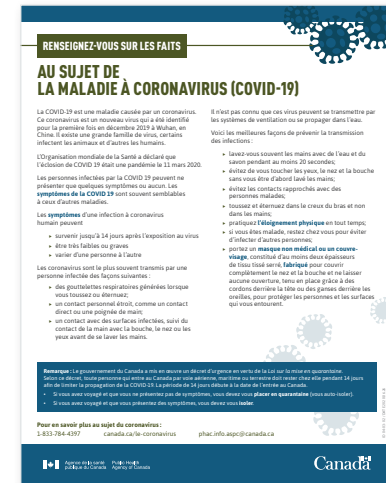 RENSEIGNEZ-VOUS SUR LES FAITS
AU SUJET DE
LA MALADIE À CORONAVIRUS (COVID-19)
La COVID-19 est une maladie causée par un coronavirus.
Ce coronavirus est un nouveau virus qui a été identifié
pour la première fois en décembre 2019 à Wuhan, en
Chine. Il existe une grande famille de virus, certains
infectent les animaux et d'autres les humains.
L'Organisation mondiale de la Santé a déclaré que
l'éclosion de COVID-19 était une pandémie le 11 mars 2020.
Les personnes infectées par la COVID-19 peuvent ne
présenter que quelques symptômes ou aucun. Les
symptômes de la COVID 19 sont souvent semblables
à ceux d'autres maladies.
Les symptômes d'une infection à coronavirus
humain peuvent
▸ survenir jusqu'à 14 jours après l'exposition au virus
▸ être très faibles ou graves
▸ varier d'une personne à l'autre
Les coronavirus sont le plus souvent transmis par une
personne infectée des façons suivantes :
▸ des gouttelettes respiratoires générées lorsque
vous toussez ou éternuez;
▸ un contact personnel étroit, comme un contact
direct ou une poignée de main;
▸ un contact avec des surfaces infectées, suivi du
contact de la main avec la bouche, le nez ou les
yeux avant de se laver les mains.
Il n'est pas connu que ces virus peuvent se transmettre par
les systèmes de ventilation ou se propager dans l'eau.
Voici les meilleures façons de prévenir la transmission
des infections :
▸ lavez-vous souvent les mains avec de l'eau et du
savon pendant au moins 20 secondes;
▸ évitez de vous toucher les yeux, le nez et la bouche
sans vous être d'abord lavé les mains;
▸ évitez les contacts rapprochés avec des
personnes malades;
▸ toussez et éternuez dans le creux du bras et non
dans les mains;
▸ pratiquez l'éloignement physique en tout temps;
▸ si vous êtes malade, restez chez vous pour éviter
d'infecter d'autres personnes;
▸ portez un masque non médical ou un couvre-
visage, constitué d'au moins deux épaisseurs
de tissu tissé serré, fabriqué pour couvrir
complètement le nez et la bouche et ne laisser
aucune ouverture, tenu en place grâce à des
cordons derrière la tête ou des ganses derrière les
oreilles, pour protéger les personnes et les surfaces
qui vous entourent.
Remarque : Le gouvernement du Canada a mis en œuvre un décret d'urgence en vertu de la Loi sur la mise en quarantaine.
Selon ce décret, toute personne qui entre au Canada par voie aérienne, maritime ou terrestre doit rester chez elle pendant 14 jours
afin de limiter la propagation de la COVID-19. La période de 14 jours débute à la date de l'entrée au Canada.
• Si vous avez voyagé et que vous ne présentez pas de symptômes, vous devez vous placer en quarantaine (vous auto-isoler).
• Si vous avez voyagé et que vous présentez des symptômes, vous devez vous isoler.
Pour en savoir plus au sujet du coronavirus :
1-833-784-4397 canada.ca/le-coronavirus phac.info.aspc@canada.ca
Agence de la santé publique du Canada Public Health Agency of Canada
Canada